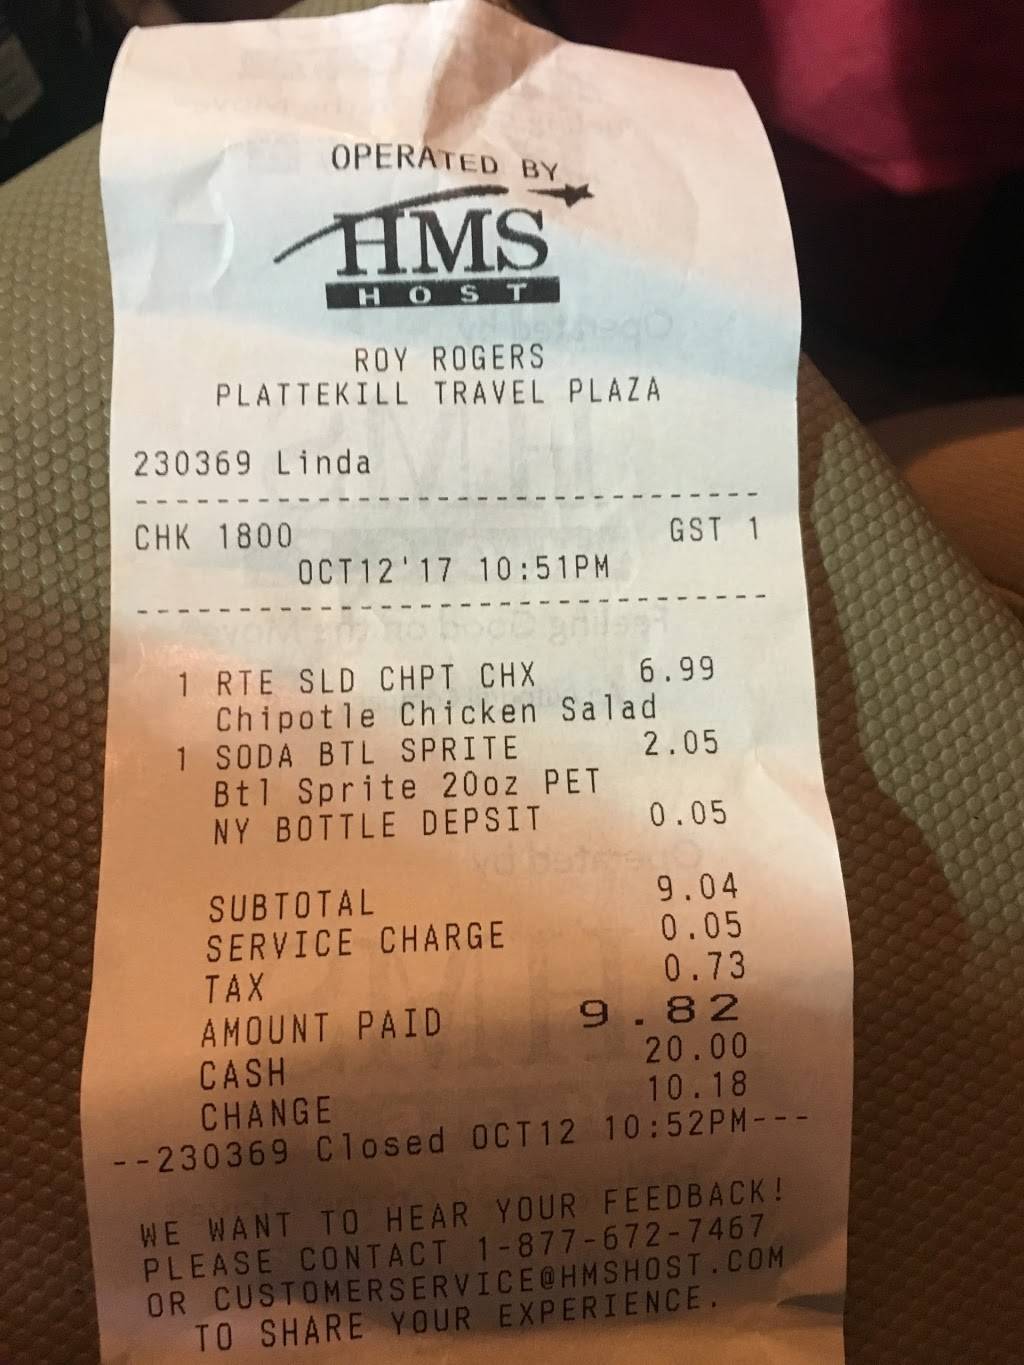 OPERATED BY
HMS
HOST
ROY ROGERS
PLATTEKILL TRAVEL PLAZA
230369 Linda
--------------------------------
CHK 1800 GST 1
OCT12'17 10:51PM
--------------------------------
1 RTE SLD CHPT CHX 6.99
Chipotle Chicken Salad
1 SODA BTL SPRITE 2.05
Btl Sprite 20oz PET
NY BOTTLE DEPSIT 0.05
SUBTOTAL 9.04
SERVICE CHARGE 0.05
TAX 0.73
AMOUNT PAID 9.82
CASH 20.00
CHANGE 10.18
--230369 Closed OCT12 10:52PM---
WE WANT TO HEAR YOUR FEEDBACK!
PLEASE CONTACT 1-877-672-7467
OR CUSTOMERSERVICE@HMSHOST.COM
TO SHARE YOUR EXPERIENCE.